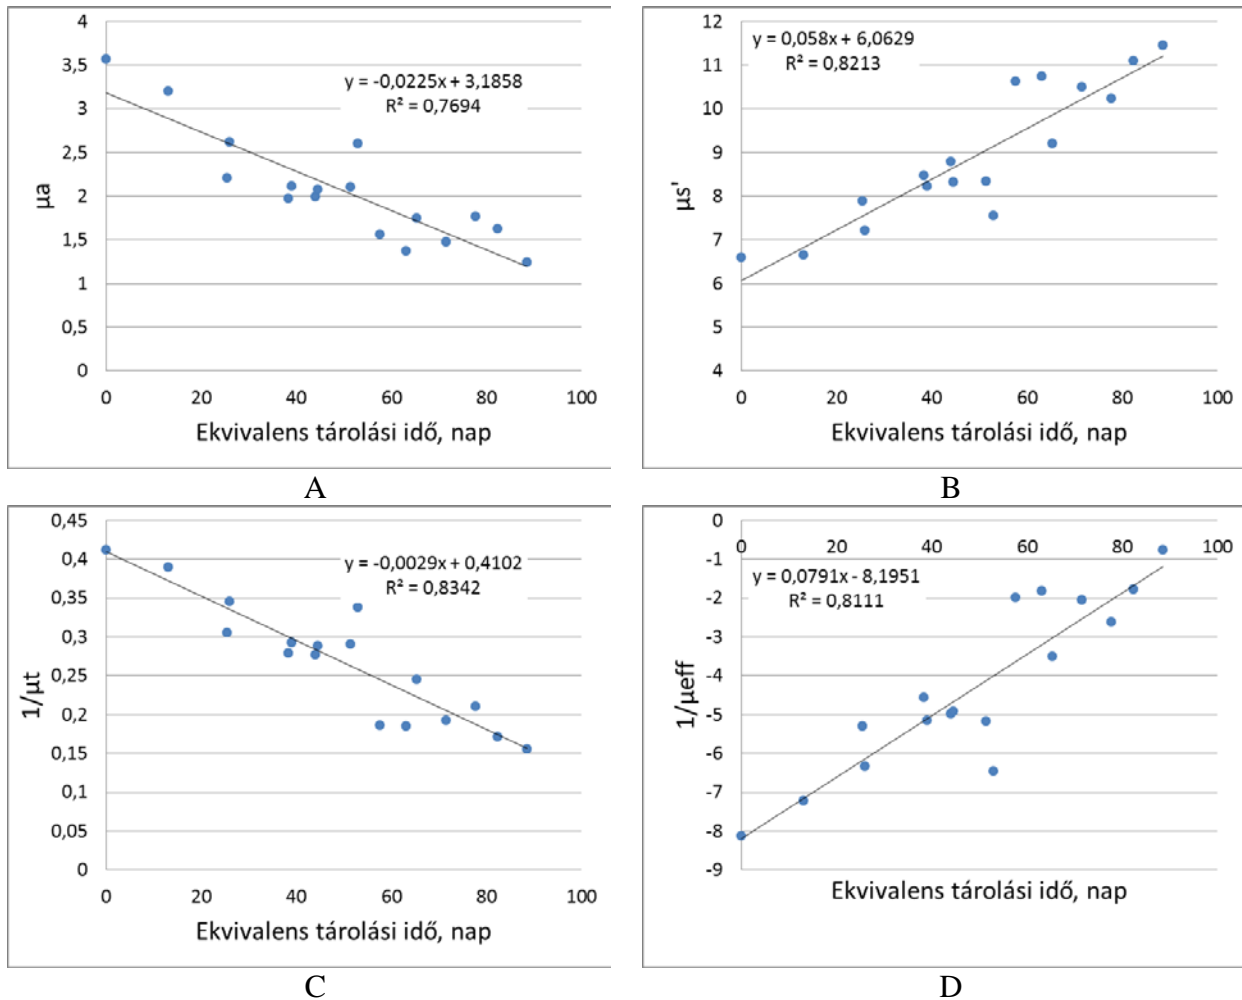 4
3,5
3
2,5
2
1,5
1
0,5
0
µa
y = -0,0225x + 3,1858
R² = 0,7694
0 20 40 60 80 100
Ekvivalens tárolási idő, nap
A
12
11
10
9
8
7
6
5
4
µs'
y = 0,058x + 6,0629
R² = 0,8213
0 20 40 60 80 100
Ekvivalens tárolási idő, nap
B
0,45
0,4
0,35
0,3
0,25
0,2
0,15
0,1
0,05
0
1/µt
y = -0,0029x + 0,4102
R² = 0,8342
0 20 40 60 80 100
Ekvivalens tárolási idő, nap
C
-0
-1
-2
-3
-4
-5
-6
-7
-8
-9
1/µeff
0 20 40 60 80 100
y = 0,0791x - 8,1951
R² = 0,8111
Ekvivalens tárolási idő, nap
D